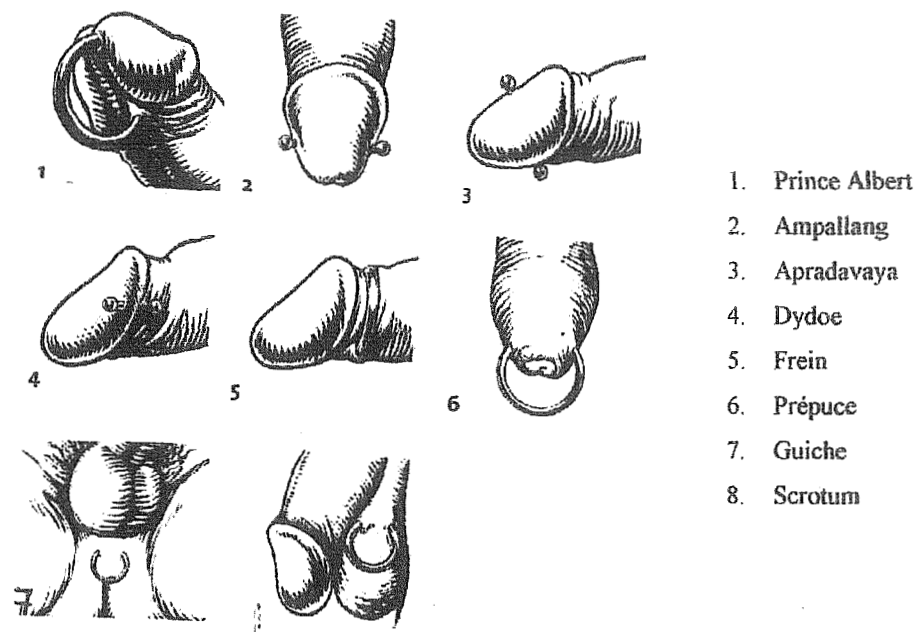 1
2
3
4
5
6
7
1. Prince Albert
2. Ampallang
3. Apradavaya
4. Dydoe
5. Frein
6. Prépuce
7. Guiche
8. Scrotum